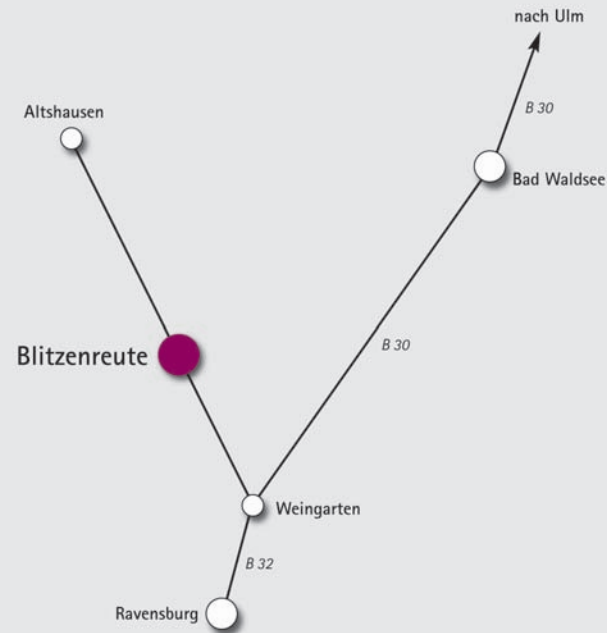 nach Ulm
B 30
Altshausen
Bad Waldsee
B 30
Blitzenreute
Weingarten
B 32
Ravensburg